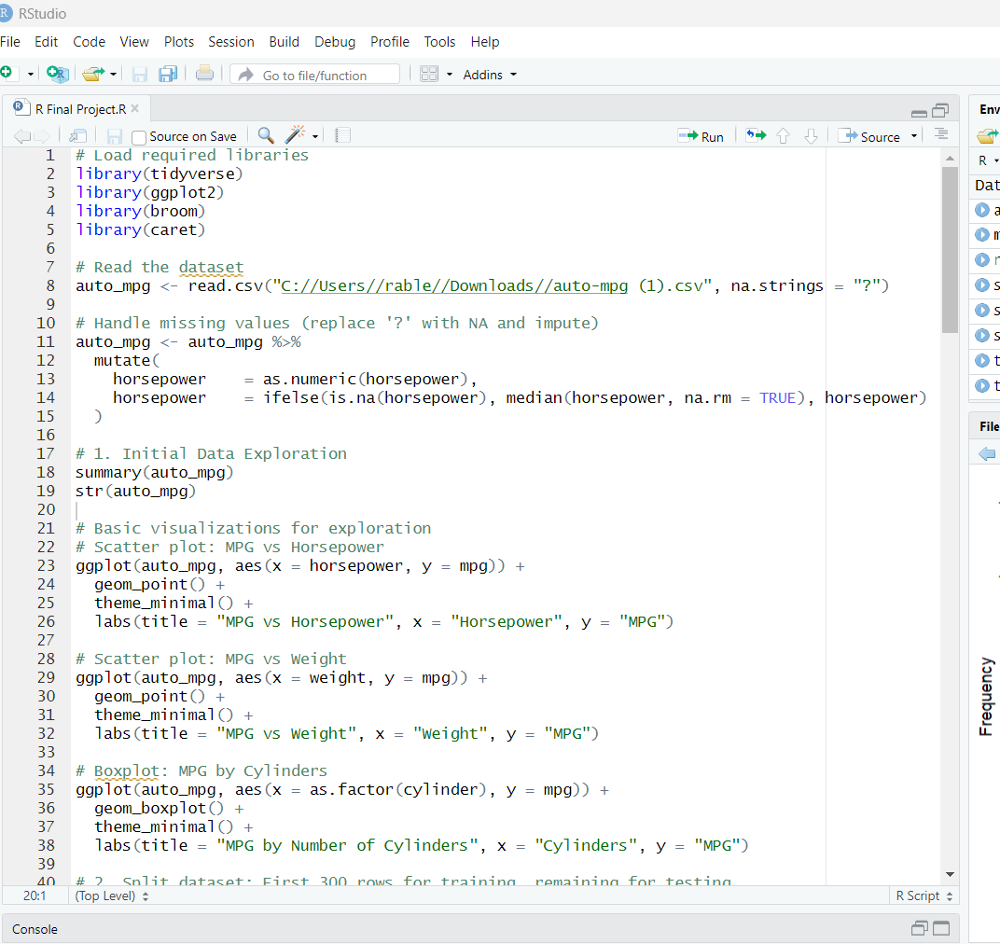 RStudio
File Edit Code View Plots Session Build Debug Profile Tools Help
Go to file/function Addins
R Final Project.R
Source on Save Run Source
1 # Load required libraries
2 library(tidyverse)
3 library(ggplot2)
4 library(broom)
5 library(caret)
6
7 # Read the dataset
8 auto_mpg <- read.csv("C://Users//rable//Downloads//auto-mpg (1).csv", na.strings = "?")
9
10 # Handle missing values (replace '?' with NA and impute)
11 auto_mpg <- auto_mpg %>%
12   mutate(
13     horsepower    = as.numeric(horsepower),
14     horsepower    = ifelse(is.na(horsepower), median(horsepower, na.rm = TRUE), horsepower)
15   )
16
17 # 1. Initial Data Exploration
18 summary(auto_mpg)
19 str(auto_mpg)
20
21 # Basic visualizations for exploration
22 # Scatter plot: MPG vs Horsepower
23 ggplot(auto_mpg, aes(x = horsepower, y = mpg)) +
24   geom_point() +
25   theme_minimal() +
26   labs(title = "MPG vs Horsepower", x = "Horsepower", y = "MPG")
27
28 # Scatter plot: MPG vs Weight
29 ggplot(auto_mpg, aes(x = weight, y = mpg)) +
30   geom_point() +
31   theme_minimal() +
32   labs(title = "MPG vs Weight", x = "Weight", y = "MPG")
33
34 # Boxplot: MPG by Cylinders
35 ggplot(auto_mpg, aes(x = as.factor(cylinder), y = mpg)) +
36   geom_boxplot() +
37   theme_minimal() +
38   labs(title = "MPG by Number of Cylinders", x = "Cylinders", y = "MPG")
39
40 # 2. Split dataset: First 300 rows for training, remaining for testing
20:1 (Top Level) R Script
Console
Env
R
Dat
a
m
r
s
s
s
t
t
File
Frequency